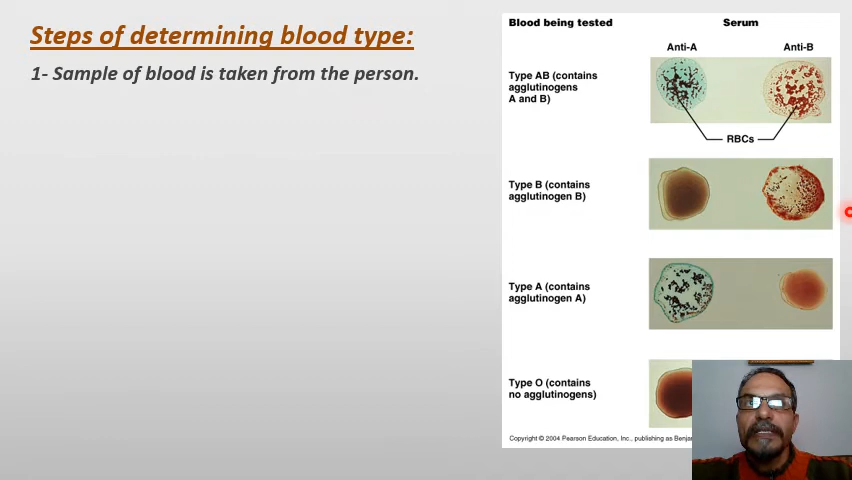 Steps of determining blood type:
1- Sample of blood is taken from the person.
Blood being tested
Serum
Anti-A
Anti-B
Type AB (contains
agglutinogens
A and B)
RBCs
Type B (contains
agglutinogen B)
Type A (contains
agglutinogen A)
Type O (contains
no agglutinogens)
Copyright © 2004 Pearson Education, Inc., publishing as